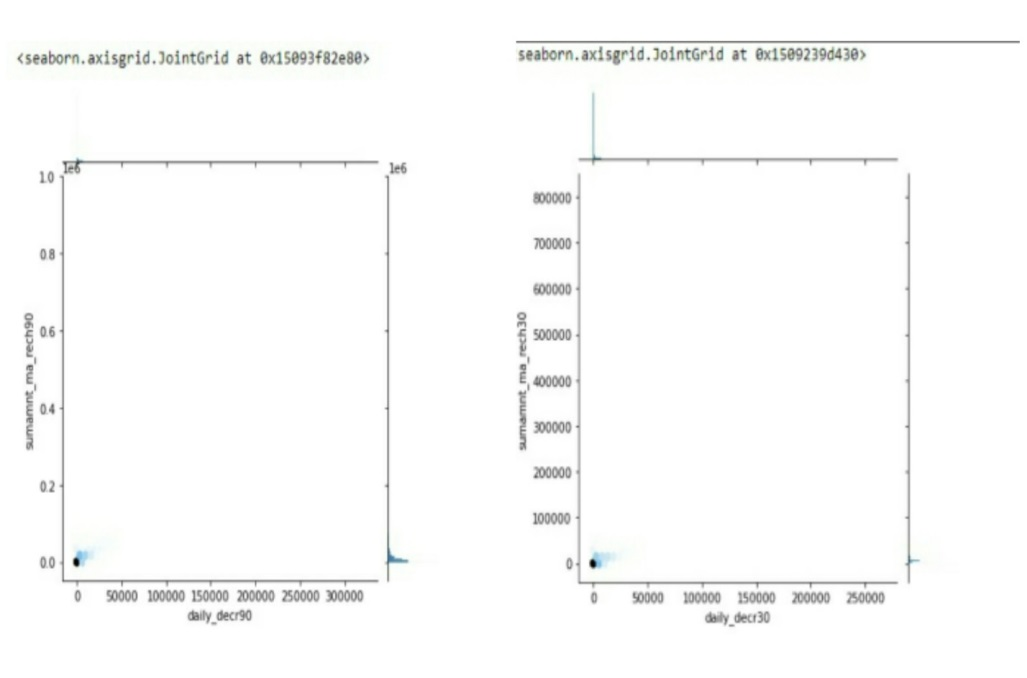 <seaborn.axisgrid.JointGrid at 0x15093f82e80>
1e6
1e6
1.0
0.8
0.6
0.4
0.2
0.0
sumamnt_ma_rech90
0 50000 100000 150000 200000 250000 300000
daily_decr90
seaborn.axisgrid.JointGrid at 0x1509239d430>
800000
700000
600000
500000
400000
300000
200000
100000
0
sumamnt_ma_rech30
0 50000 100000 150000 200000 250000
daily_decr30